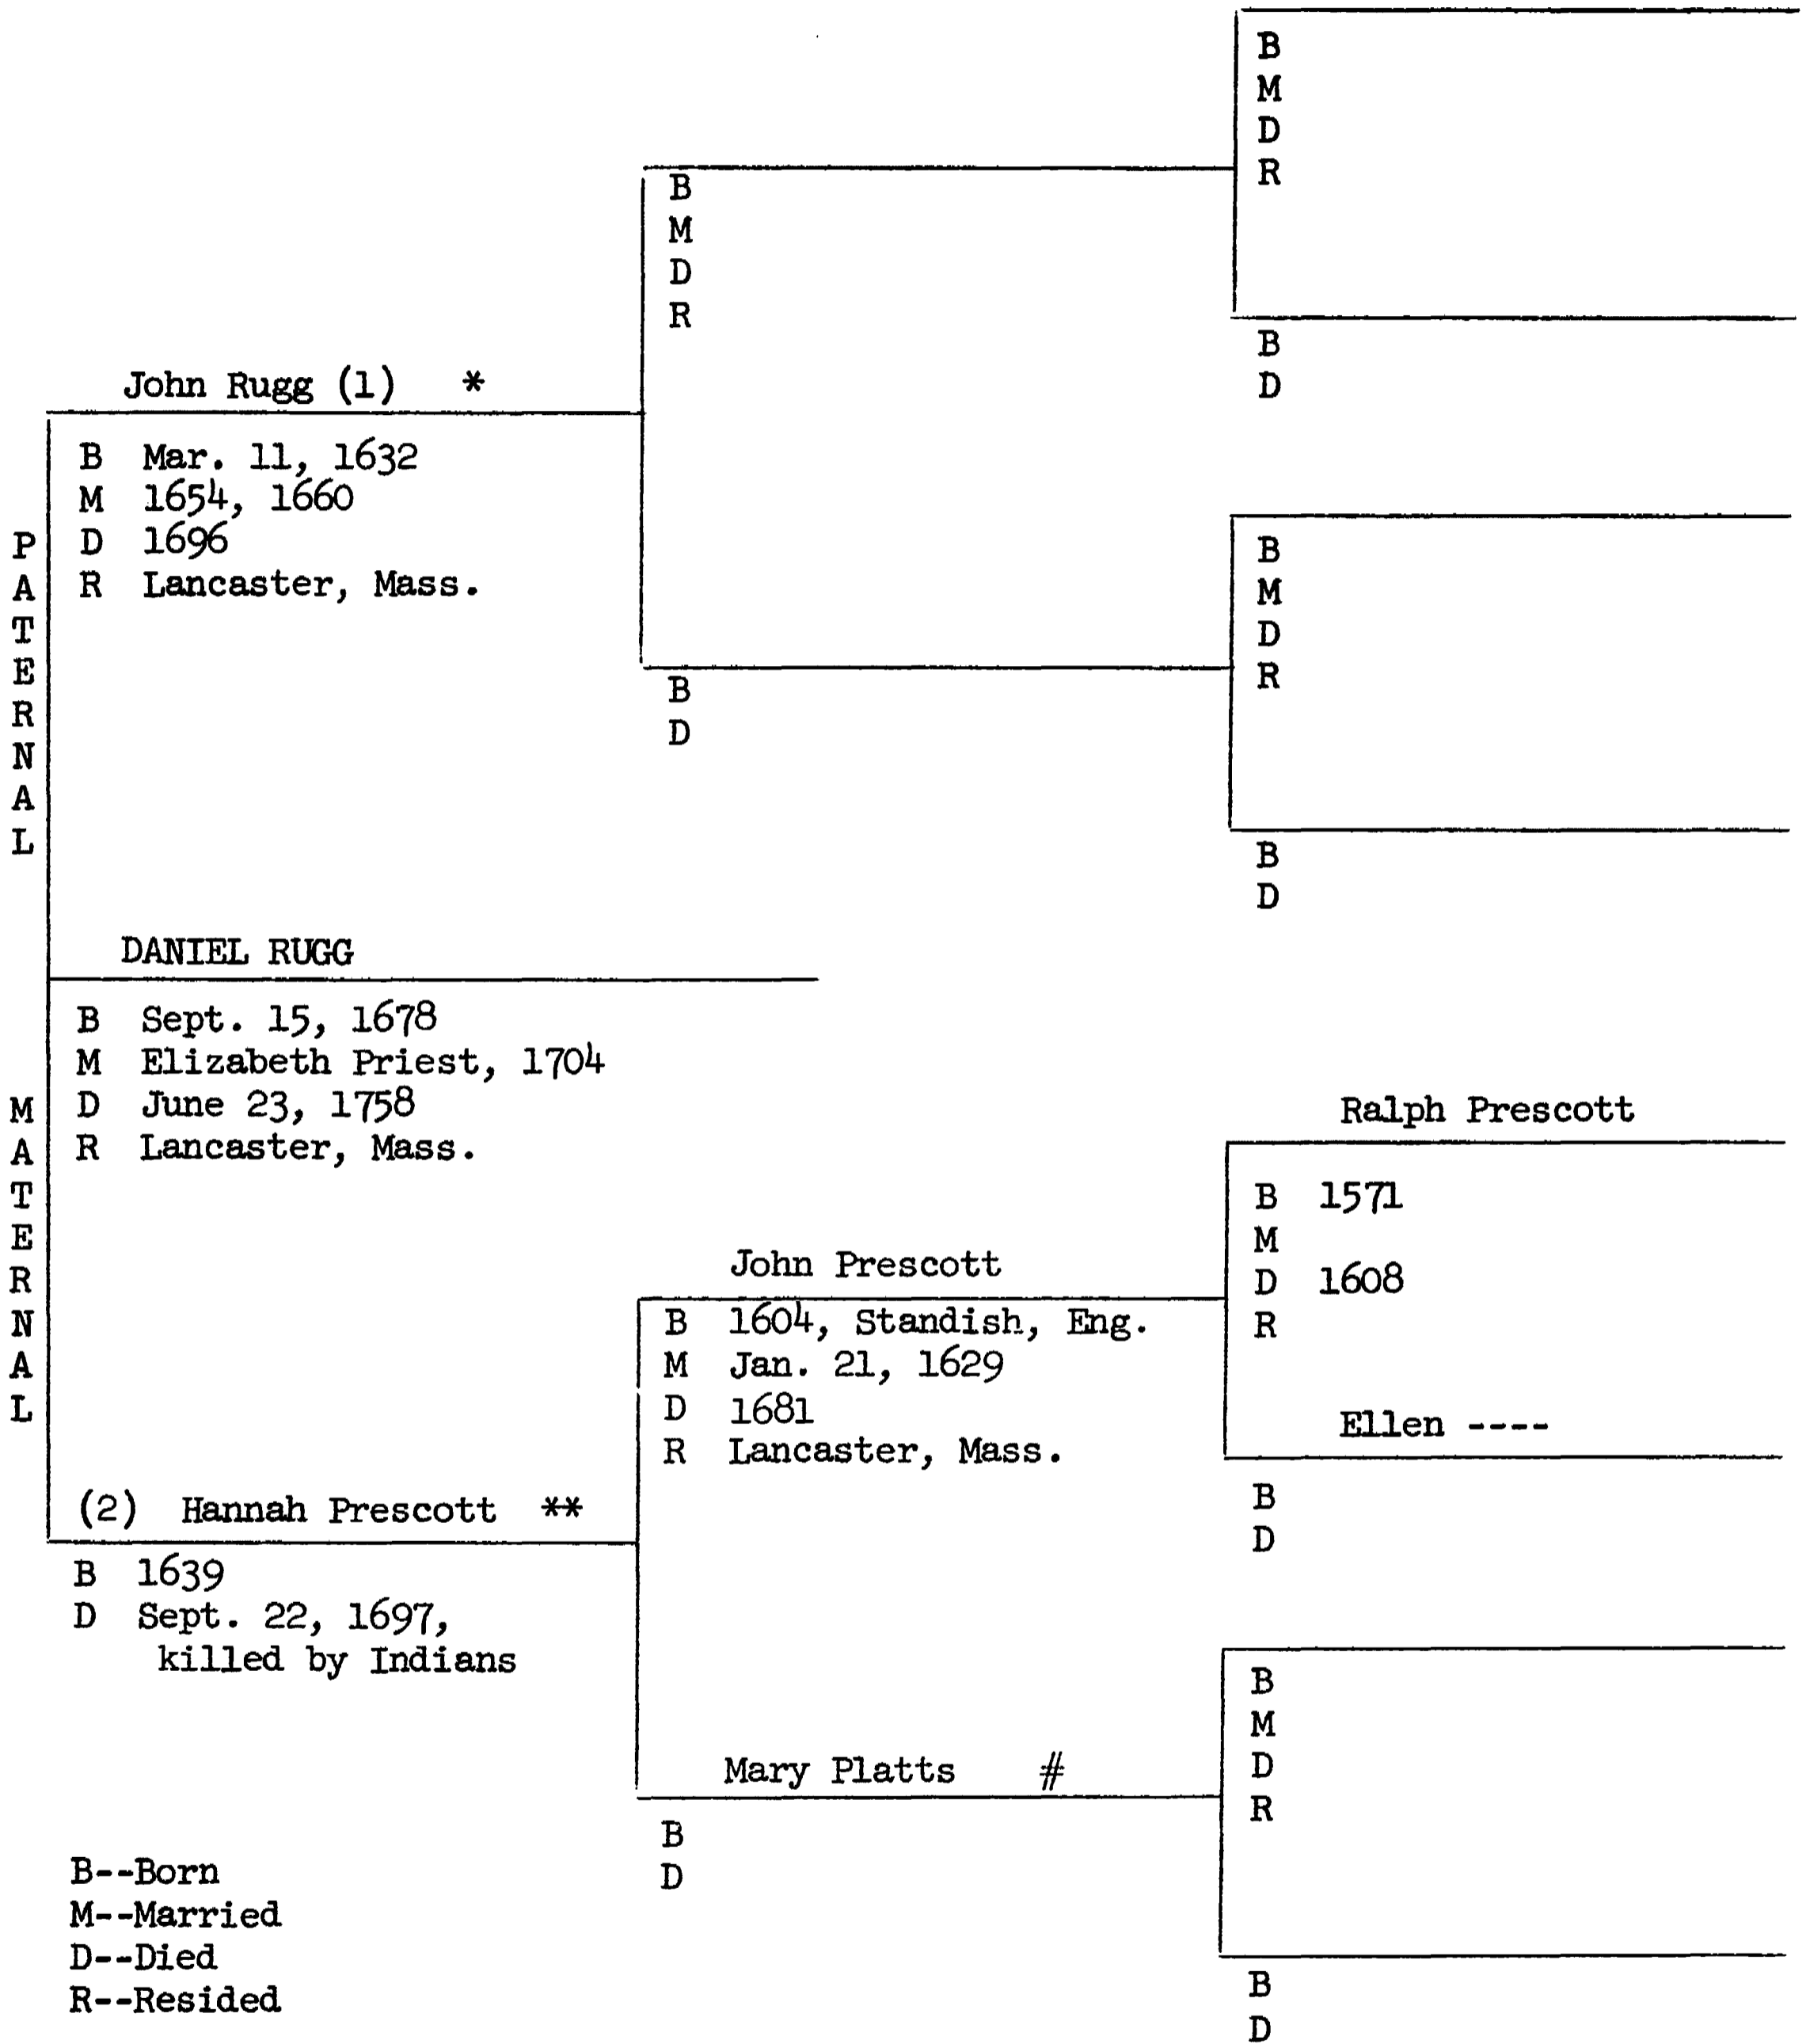 B
M
D
R
B
M
D
R
B
D
John Rugg (1) *
B Mar. 11, 1632
M 1654, 1660
D 1696
R Lancaster, Mass.
B
M
D
R
B
D
B
D
PATERNAL
DANIEL RUGG
B Sept. 15, 1678
M Elizabeth Priest, 1704
D June 23, 1758
R Lancaster, Mass.
MATERNAL
Ralph Prescott
B 1571
M
D 1608
R
John Prescott
B 1604, Standish, Eng.
M Jan. 21, 1629
D 1681
R Lancaster, Mass.
Ellen ----
B
D
(2) Hannah Prescott **
B 1639
D Sept. 22, 1697,
killed by Indians
B
M
D
R
Mary Platts #
B
D
B
D
B--Born
M--Married
D--Died
R--Resided